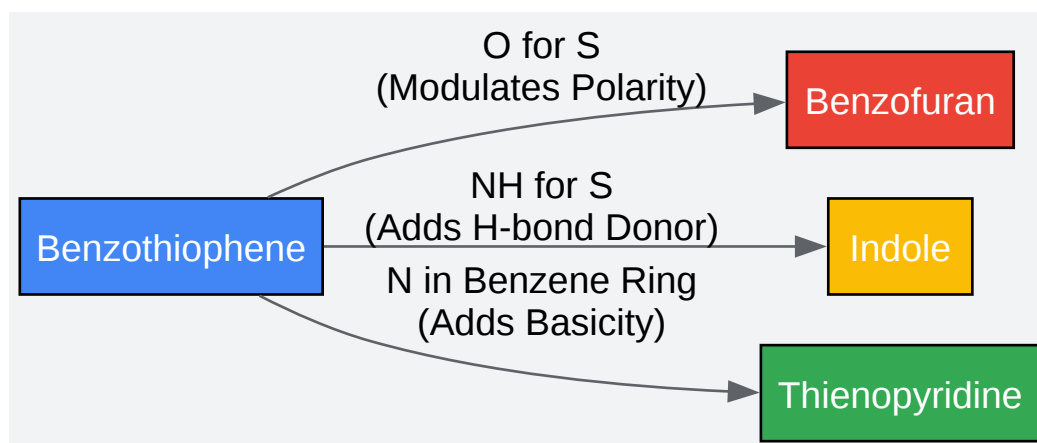 O for S
(Modulates Polarity)
Benzofuran
NH for S
(Adds H-bond Donor)
Benzothiophene
Indole
N in Benzene Ring
(Adds Basicity)
Thienopyridine